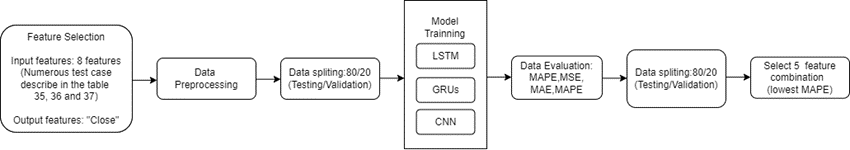 Feature Selection
Input features: 8 features
(Numerous test case
describe in the table
35, 36 and 37)
Output features: "Close"
Data
Preprocessing
Data spliting:80/20
(Testing/Validation)
Model
Trainning
LSTM
GRUs
CNN
Data Evaluation:
MAPE,MSE,
MAE,MAPE
Data spliting:80/20
(Testing/Validation)
Select 5 feature
combination
(lowest MAPE)